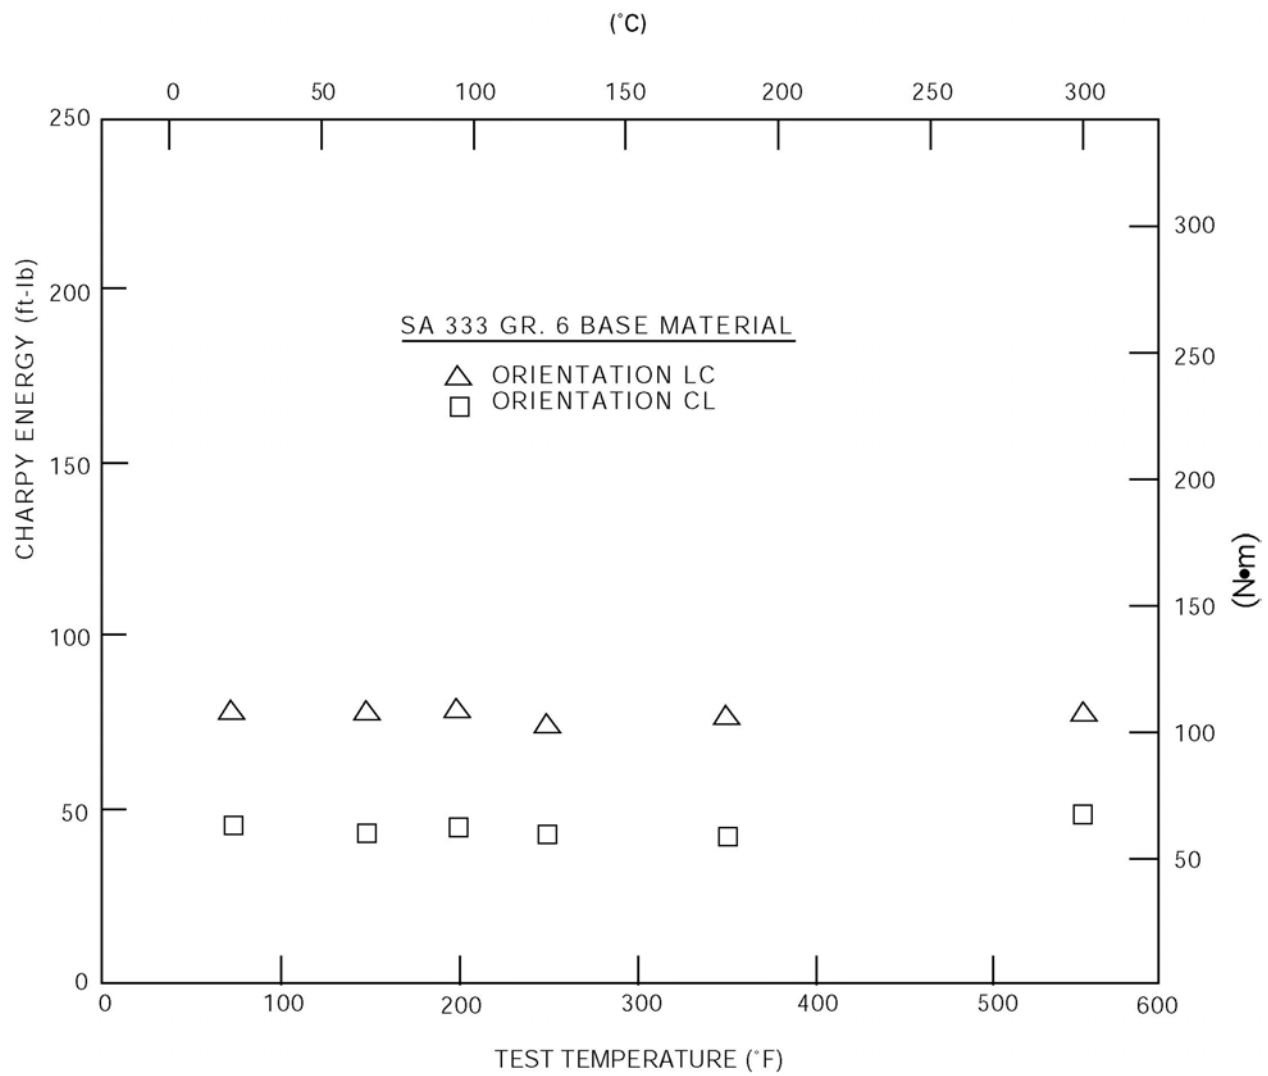 (°C)
0 50 100 150 200 250 300
250
200
150
100
50
0
CHARPY ENERGY (ft-lb)
SA 333 GR. 6 BASE MATERIAL
ORIENTATION LC
ORIENTATION CL
300
250
200
150
100
50
(N•m)
0 100 200 300 400 500 600
TEST TEMPERATURE (°F)